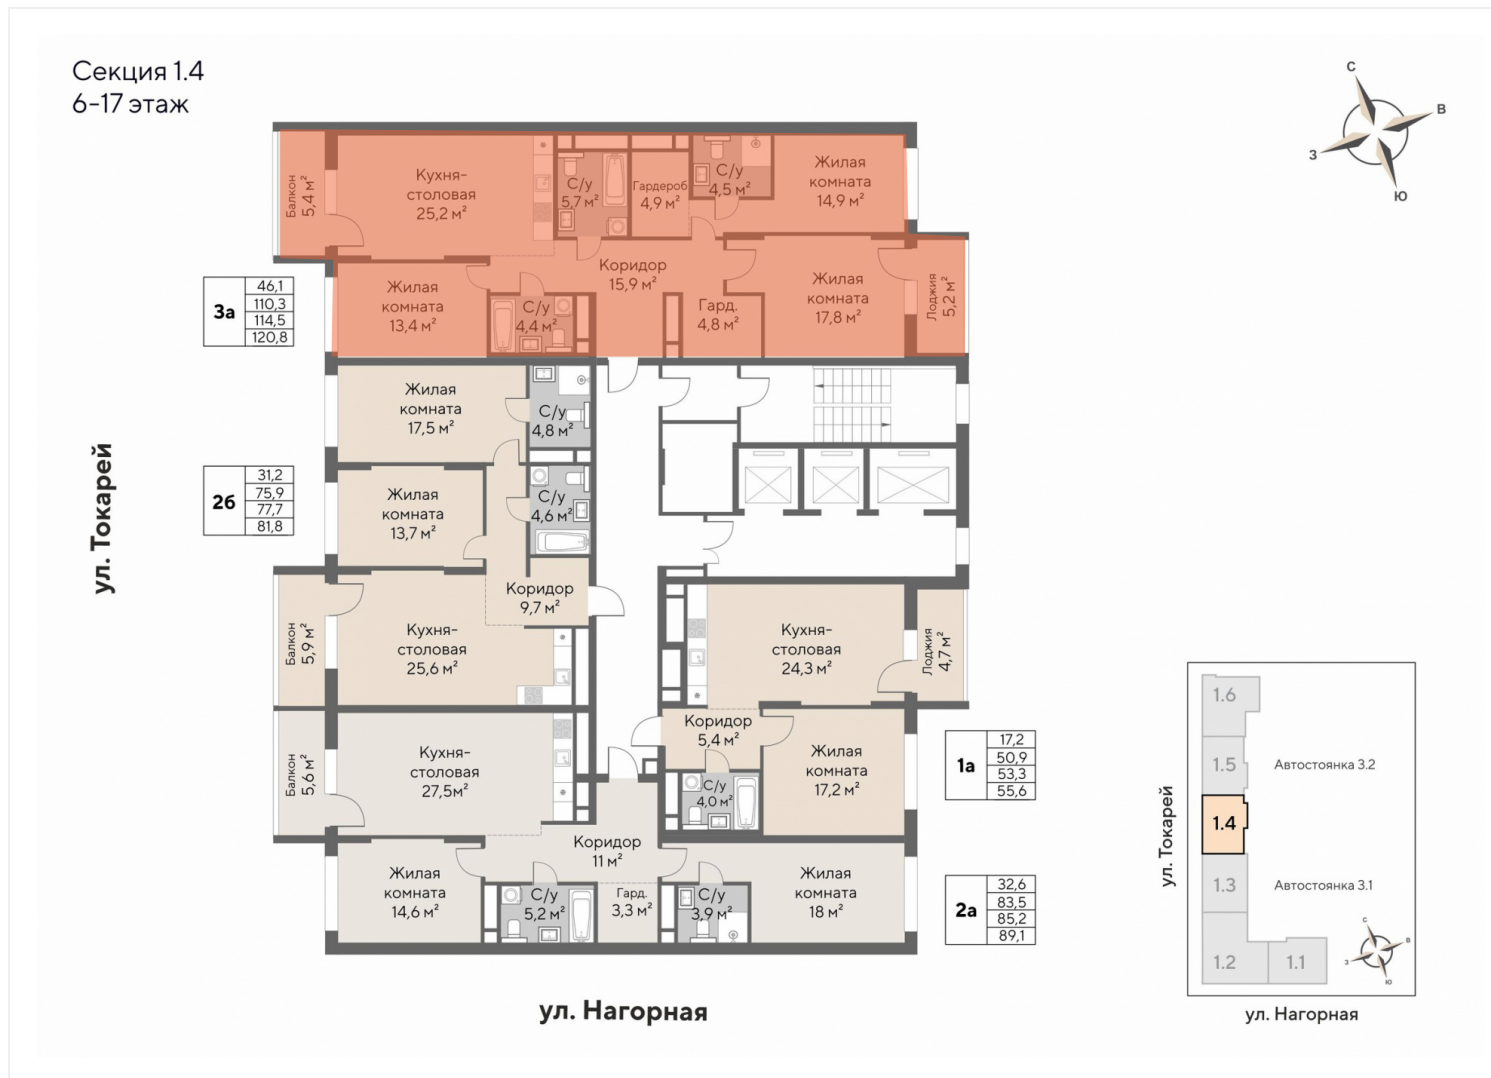 Секция 1.4
6-17 этаж
С
В
З
Ю
Балкон
5,4 м²
Кухня-
столовая
25,2 м²
С/у
5,7 м²
Гардероб
4,9 м²
С/у
4,5 м²
Жилая
комната
14,9 м²
Жилая
комната
13,4 м²
С/у
4,4 м²
Коридор
15,9 м²
Гард.
4,8 м²
Жилая
комната
17,8 м²
Лоджия
5,2 м²
3а
46,1
110,3
114,5
120,8
Жилая
комната
17,5 м²
С/у
4,8 м²
ул. Токарей
2б
31,2
75,9
77,7
81,8
Жилая
комната
13,7 м²
С/у
4,6 м²
Коридор
9,7 м²
Балкон
5,9 м²
Кухня-
столовая
25,6 м²
Кухня-
столовая
24,3 м²
Лоджия
4,7 м²
Балкон
5,6 м²
Кухня-
столовая
27,5м²
Коридор
5,4 м²
С/у
4,0 м²
Жилая
комната
17,2 м²
1а
17,2
50,9
53,3
55,6
Жилая
комната
14,6 м²
С/у
5,2 м²
Коридор
11 м²
Гард.
3,3 м²
С/у
3,9 м²
Жилая
комната
18 м²
2а
32,6
83,5
85,2
89,1
ул. Нагорная
1.6
1.5
Автостоянка 3.2
1.4
ул. Токарей
1.3
Автостоянка 3.1
1.2
1.1
С
В
З
Ю
ул. Нагорная